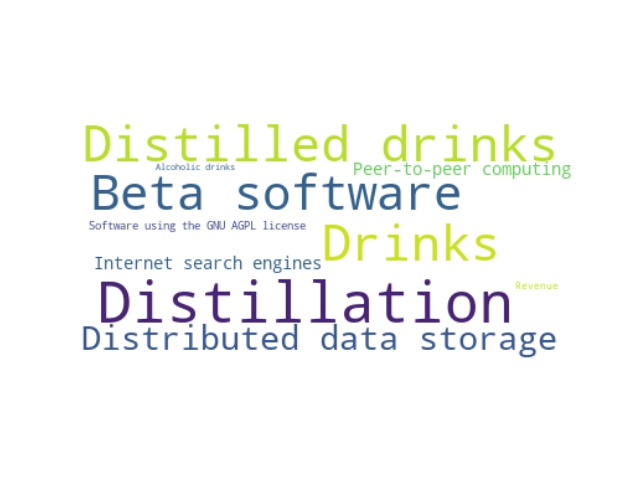 Distilled drinks
Alcoholic drinks
Peer-to-peer computing
Beta software
Software using the GNU AGPL license
Drinks
Internet search engines
Distillation
Revenue
Distributed data storage